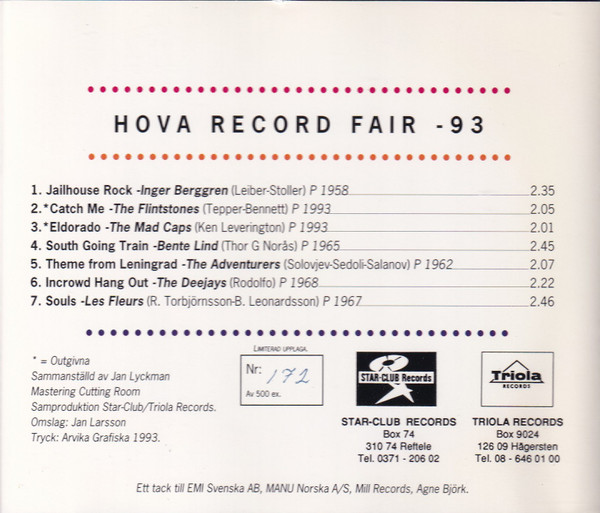 HOVA RECORD FAIR -93
1. Jailhouse Rock -Inger Berggren (Leiber-Stoller) P 1958 2.35
2.*Catch Me -The Flintstones (Tepper-Bennett) P 1993 2.05
3.*Eldorado -The Mad Caps (Ken Leverington) P 1993 2.01
4. South Going Train -Bente Lind (Thor G Norås) P 1965 2.45
5. Theme from Leningrad -The Adventurers (Solovjev-Sedoli-Salanov) P 1962 2.07
6. Incrowd Hang Out -The Deejays (Rodolfo) P 1968 2.22
7. Souls -Les Fleurs (R. Torbjörnsson-B. Leonardsson) P 1967 2.46
* = Outgivna
Sammanställd av Jan Lyckman
Mastering Cutting Room
Samproduktion Star-Club/Triola Records.
Omslag: Jan Larsson
Tryck: Arvika Grafiska 1993.
LIMITERAD UPPLAGA.
Nr: 172
Av 500 ex.
STAR-CLUB Records
STAR-CLUB RECORDS
Box 74
310 74 Reftele
Tel. 0371 - 206 02
Triola
RECORDS
TRIOLA RECORDS
Box 9024
126 09 Hägersten
Tel. 08 - 646 01 00
Ett tack till EMI Svenska AB, MANU Norska A/S, Mill Records, Agne Björk.